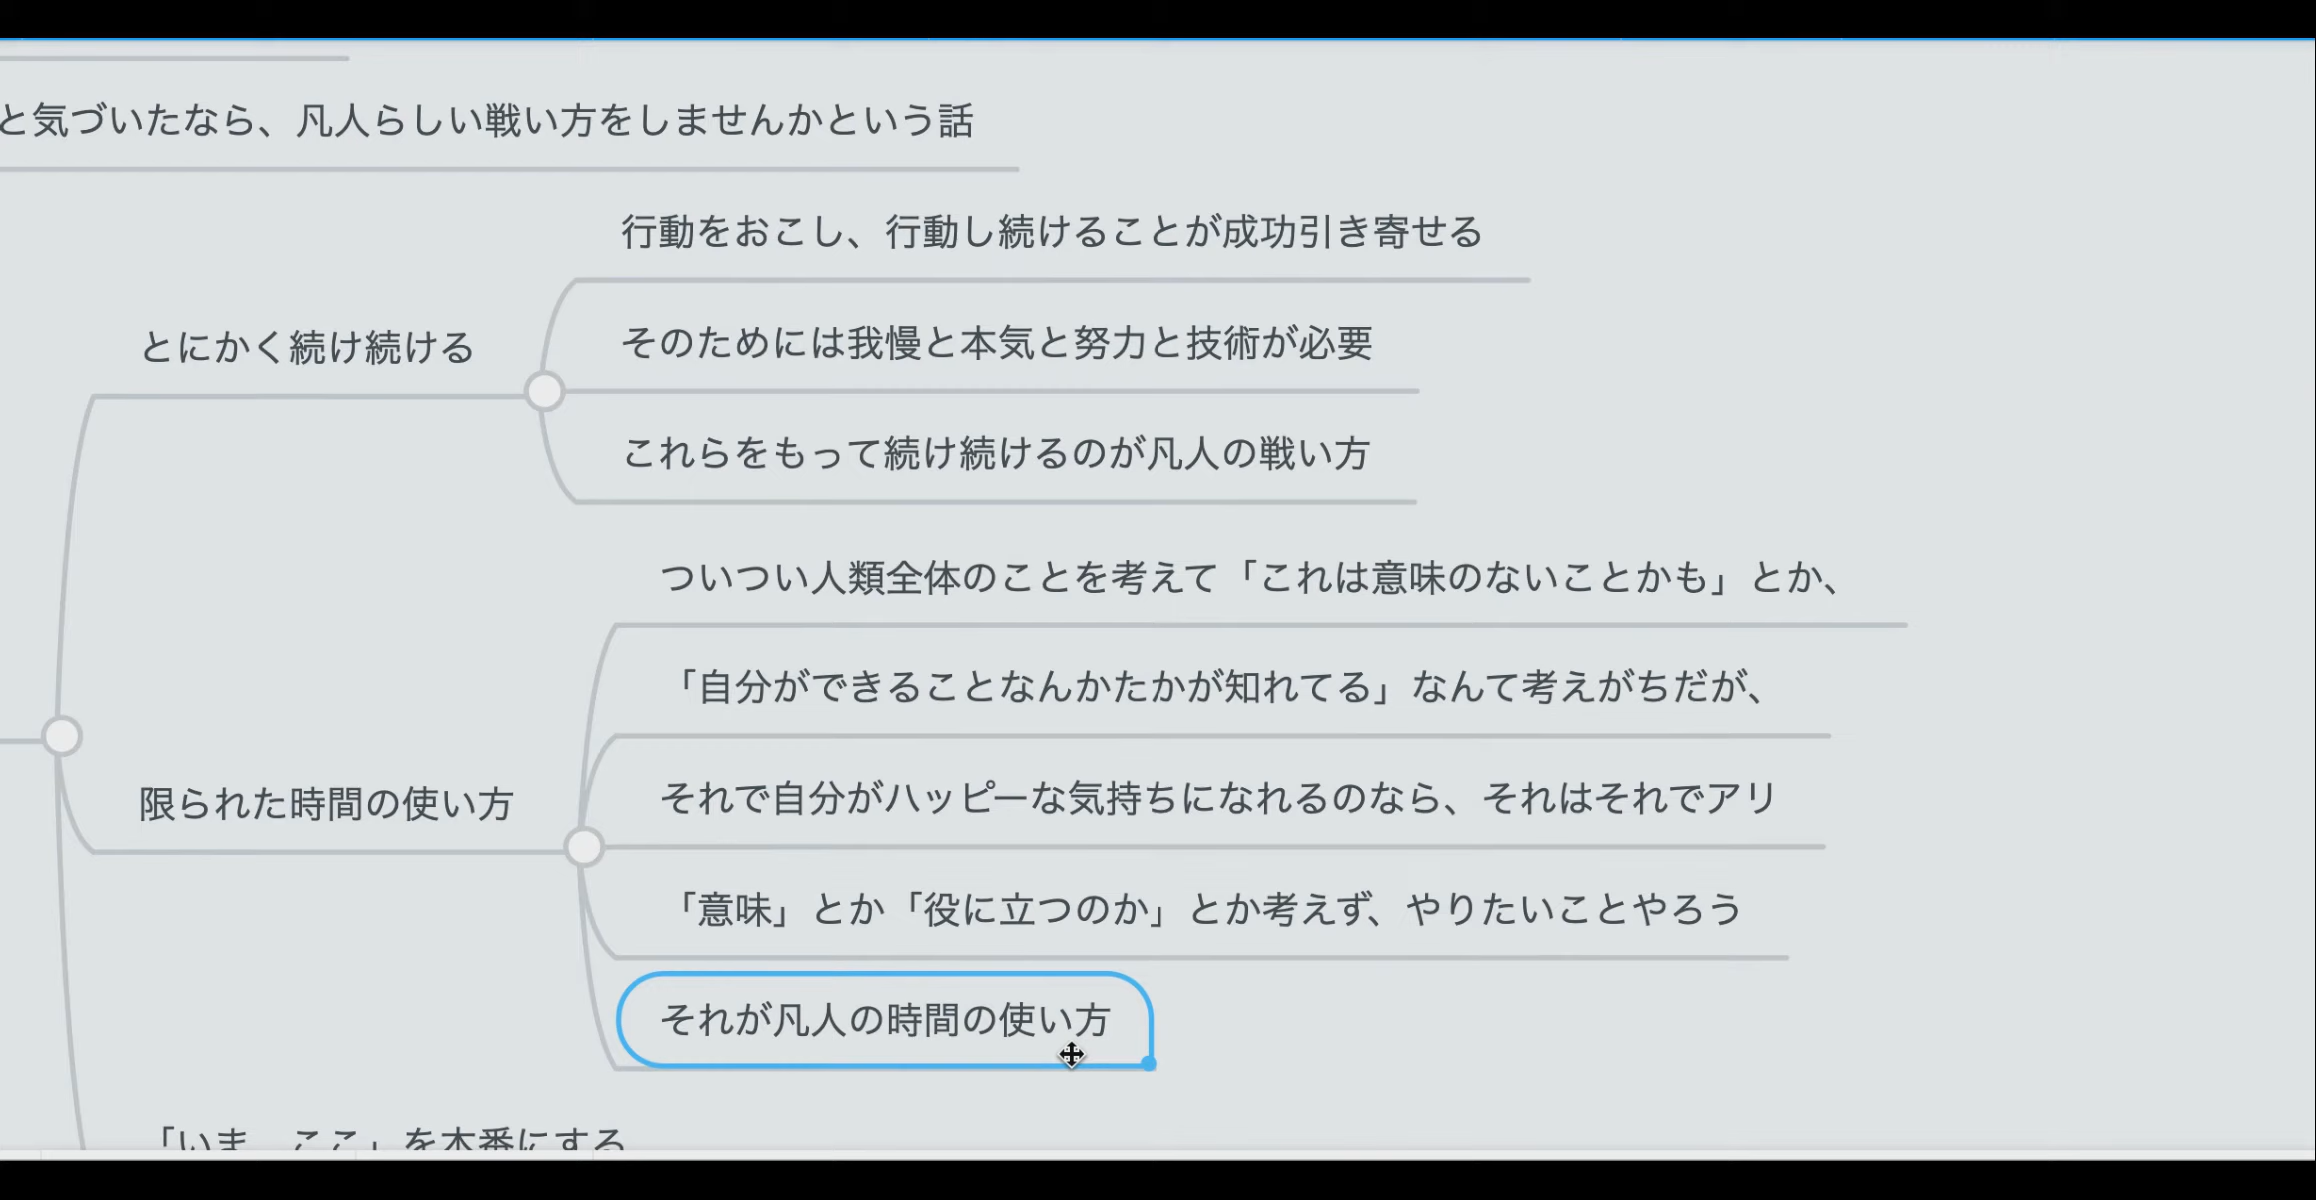 と気づいたなら、凡人らしい戦い方をしませんかという話
行動をおこし、行動し続けることが成功引き寄せる
とにかく続け続ける
そのためには我慢と本気と努力と技術が必要
これらをもって続け続けるのが凡人の戦い方
ついつい人類全体のことを考えて「これは意味のないことかも」とか、
「自分ができることなんかたかが知れてる」なんて考えがちだが、
限られた時間の使い方
それで自分がハッピーな気持ちになれるのなら、それはそれでアリ
「意味」とか「役に立つのか」とか考えず、やりたいことやろう
それが凡人の時間の使い方
「いま、ここ」を本番にする